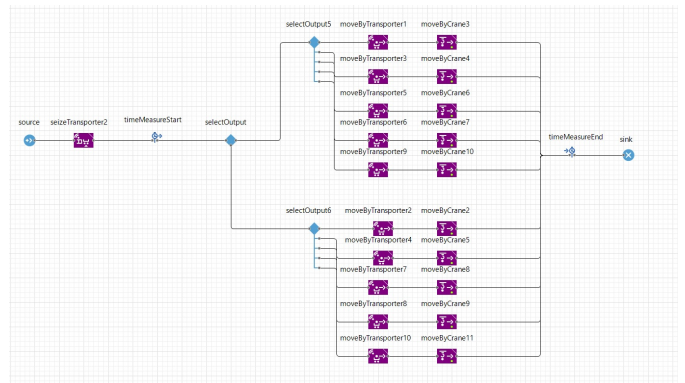 selectOutput5 moveByTransporter1 moveByCrane3
moveByTransporter3 moveByCrane4
moveByTransporter5 moveByCrane6
source seizeTransporter2 timeMeasureStart selectOutput moveByTransporter6 moveByCrane7
timeMeasureEnd sink
moveByTransporter9 moveByCrane10
selectOutput6 moveByTransporter2 moveByCrane2
moveByTransporter4 moveByCrane5
moveByTransporter7 moveByCrane8
moveByTransporter8 moveByCrane9
moveByTransporter10 moveByCrane11